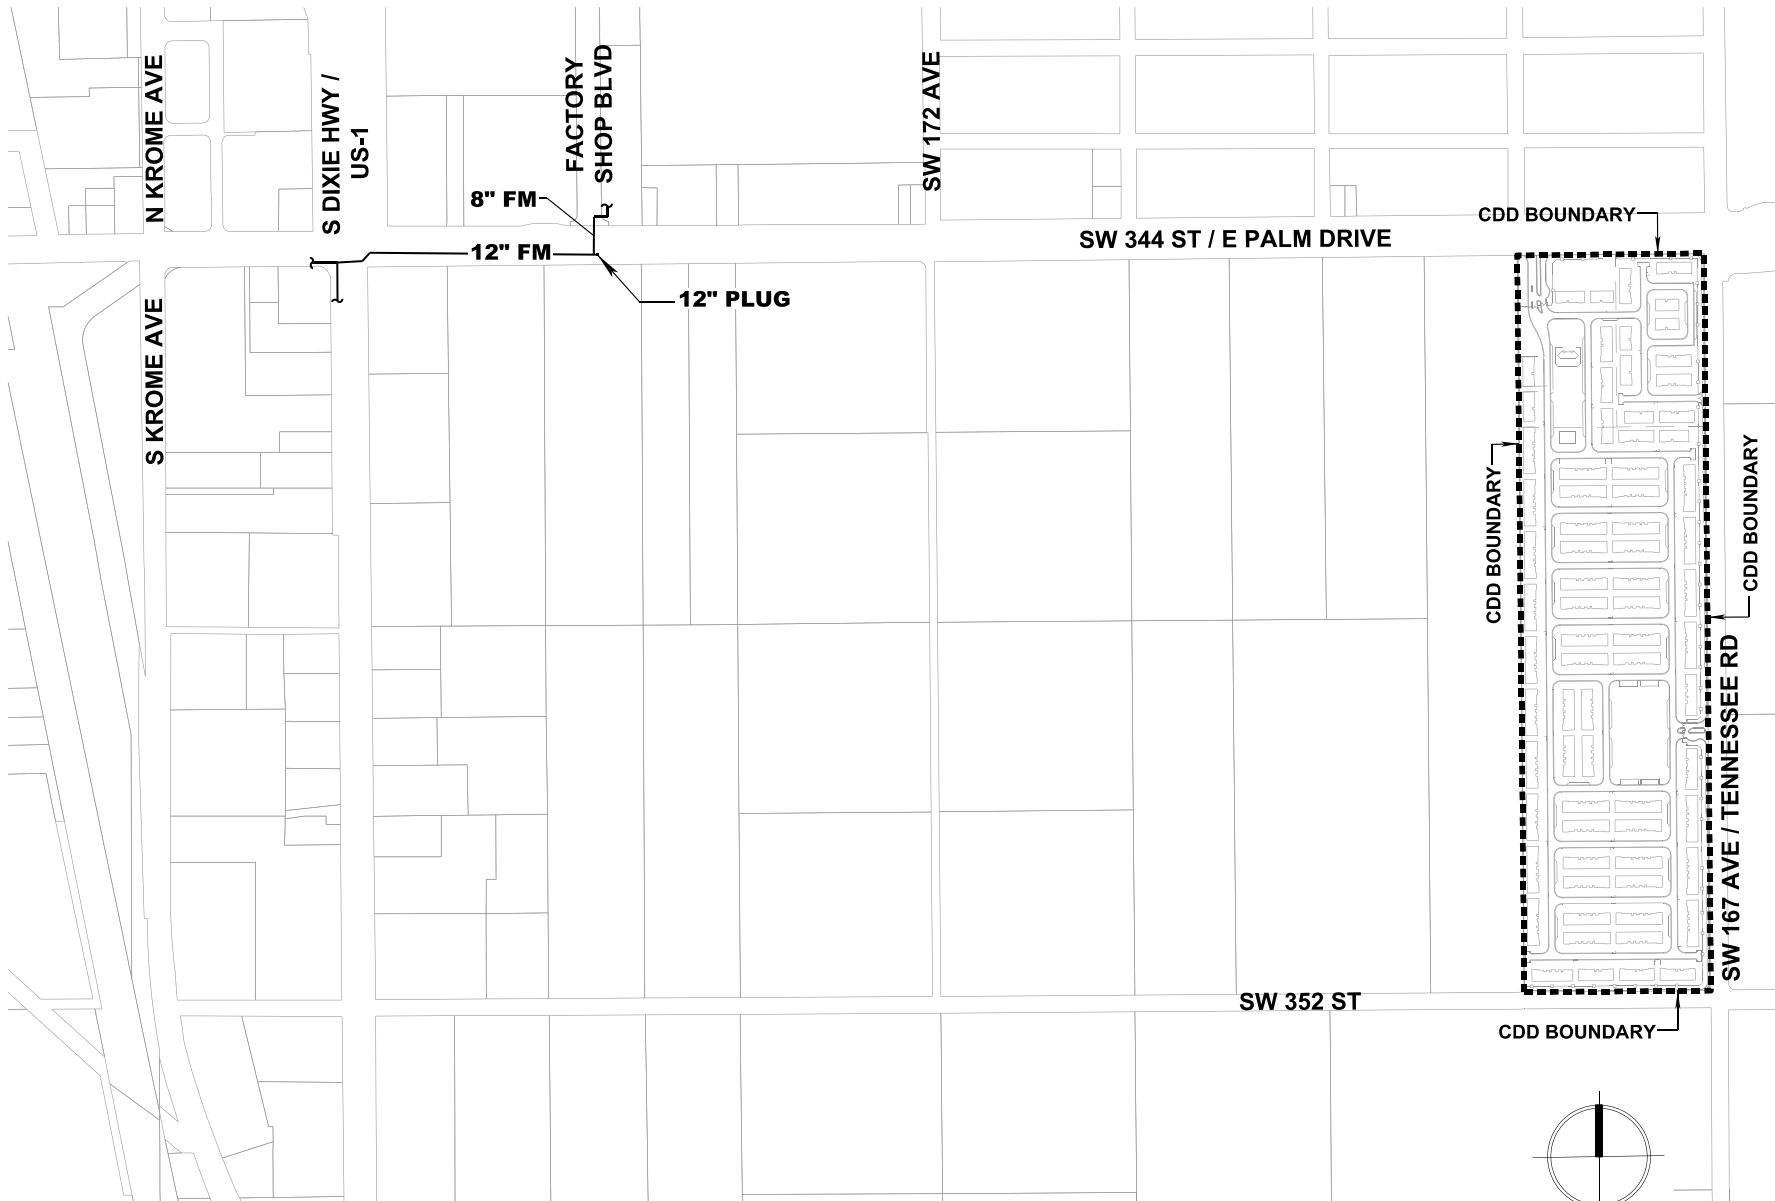 N KROME AVE
S DIXIE HWY /
US-1
FACTORY
SHOP BLVD
SW 172 AVE
8" FM
CDD BOUNDARY
SW 344 ST / E PALM DRIVE
12" FM
12" PLUG
S KROME AVE
CDD BOUNDARY
CDD BOUNDARY
SW 167 AVE / TENNESSEE RD
SW 352 ST
CDD BOUNDARY